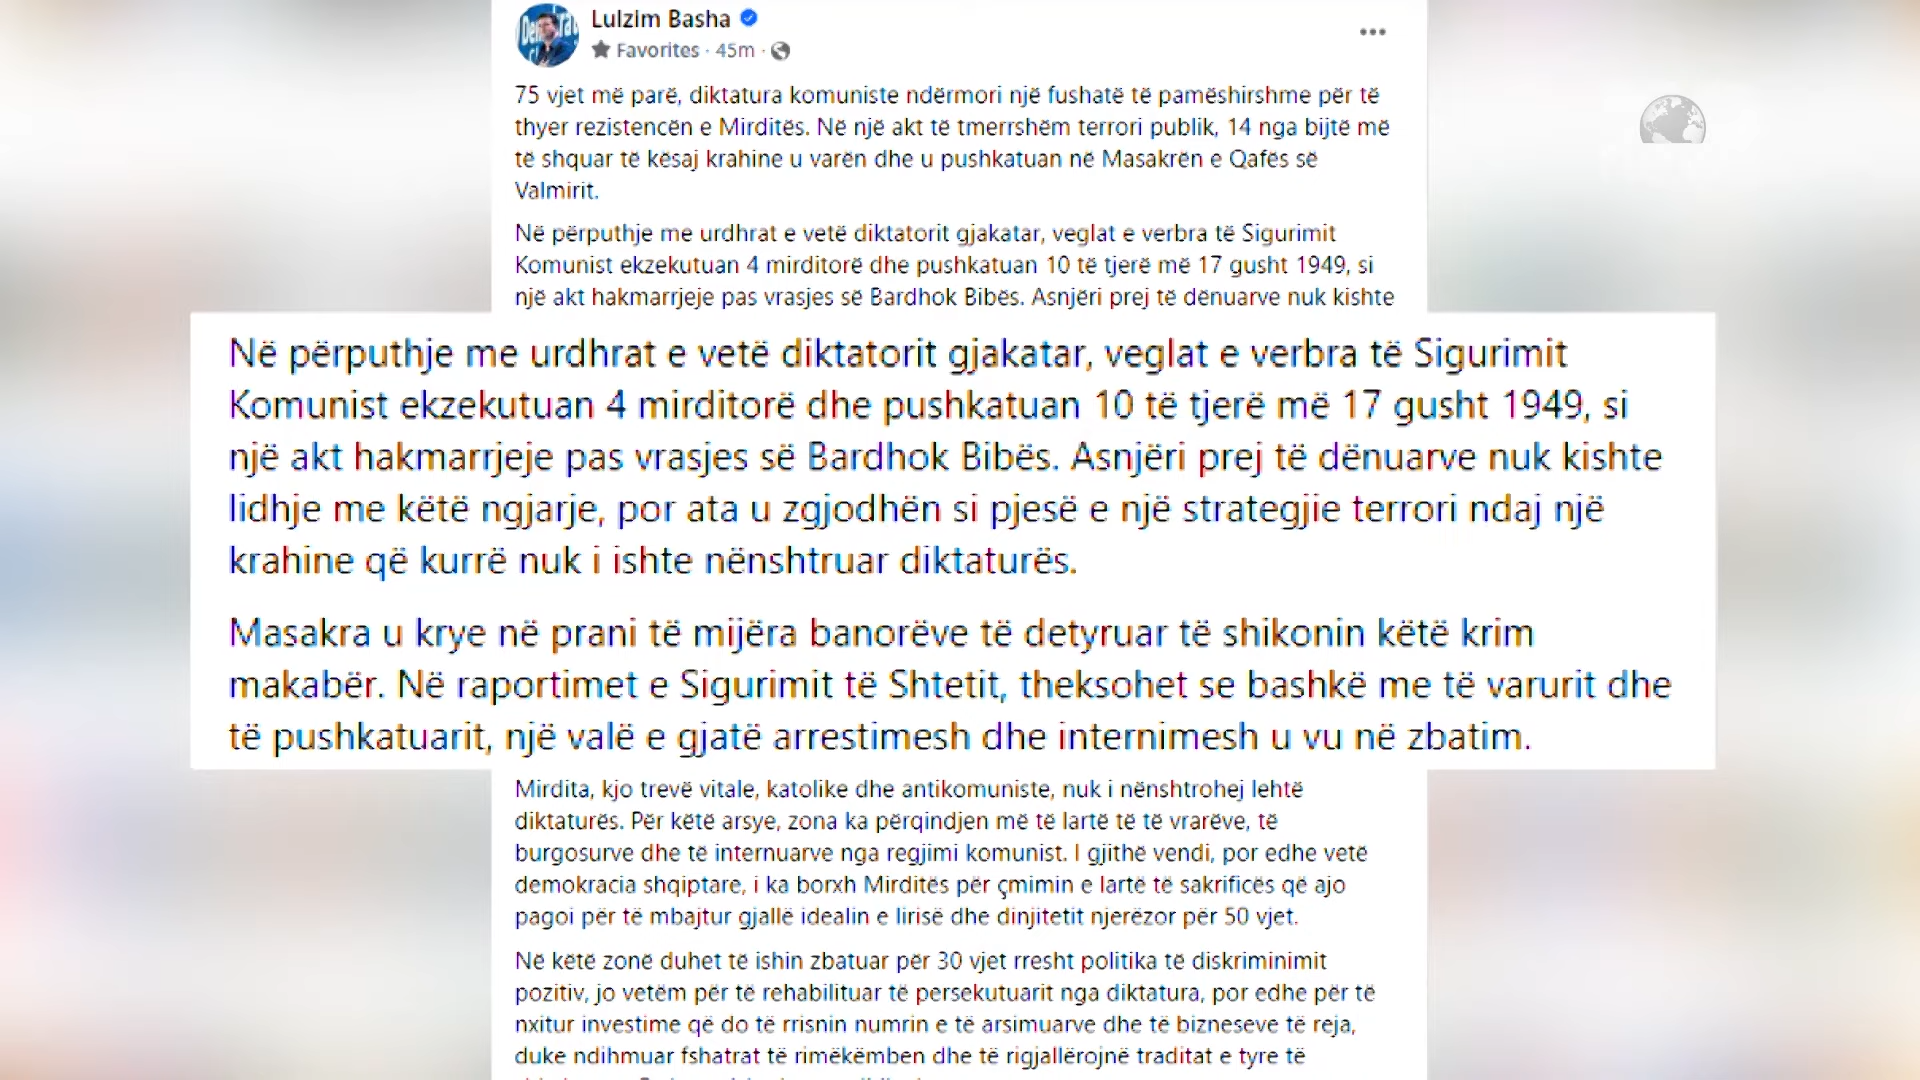 Lulzim Basha
Favorites · 45m ·
75 vjet më parë, diktatura komuniste ndërmori një fushatë të pamëshirshme për të
thyer rezistencën e Mirditës. Në një akt të tmerrshëm terrori publik, 14 nga bijtë më
të shquar të kësaj krahine u varën dhe u pushkatuan në Masakrën e Qafës së
Valmirit.
Në përputhje me urdhrat e vetë diktatorit gjakatar, veglat e verbra të Sigurimit
Komunist ekzekutuan 4 mirditorë dhe pushkatuan 10 të tjerë më 17 gusht 1949, si
një akt hakmarrjeje pas vrasjes së Bardhok Bibës. Asnjëri prej të dënuarve nuk kishte
Në përputhje me urdhrat e vetë diktatorit gjakatar, veglat e verbra të Sigurimit
Komunist ekzekutuan 4 mirditorë dhe pushkatuan 10 të tjerë më 17 gusht 1949, si
një akt hakmarrjeje pas vrasjes së Bardhok Bibës. Asnjëri prej të dënuarve nuk kishte
lidhje me këtë ngjarje, por ata u zgjodhën si pjesë e një strategjie terrori ndaj një
krahine që kurrë nuk i ishte nënshtruar diktaturës.
Masakra u krye në prani të mijëra banorëve të detyruar të shikonin këtë krim
makabër. Në raportimet e Sigurimit të Shtetit, theksohet se bashkë me të varurit dhe
të pushkatuarit, një valë e gjatë arrestimesh dhe internimesh u vu në zbatim.
Mirdita, kjo trevë vitale, katolike dhe antikomuniste, nuk i nënshtrohej lehtë
diktaturës. Për këtë arsye, zona ka përqindjen më të lartë të të vrarëve, të
burgosurve dhe të internuarve nga regjimi komunist. I gjithë vendi, por edhe vetë
demokracia shqiptare, i ka borxh Mirditës për çmimin e lartë të sakrificës që ajo
pagoi për të mbajtur gjallë idealin e lirisë dhe dinjitetit njerëzor për 50 vjet.
Në këtë zonë duhet të ishin zbatuar për 30 vjet rresht politika të diskriminimit
pozitiv, jo vetëm për të rehabilituar të persekutuarit nga diktatura, por edhe për të
nxitur investime që do të rrisnin numrin e të arsimuarve dhe të bizneseve të reja,
duke ndihmuar fshatrat të rimëkëmben dhe të rigjallërojnë traditat e tyre të